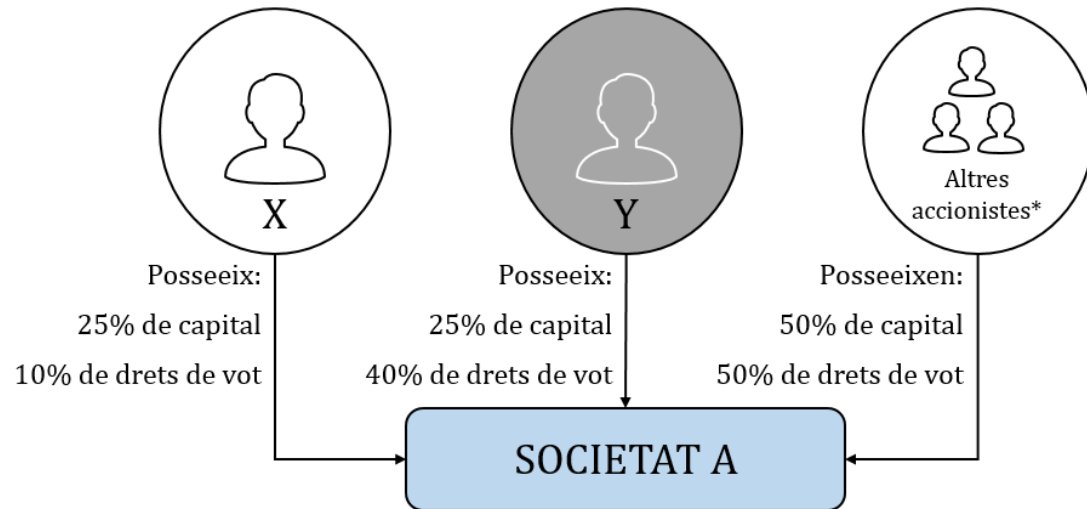 X
Y
Altres
accionistes*
Posseeix:
25% de capital
10% de drets de vot
Posseeix:
25% de capital
40% de drets de vot
Posseeixen:
50% de capital
50% de drets de vot
SOCIETAT A